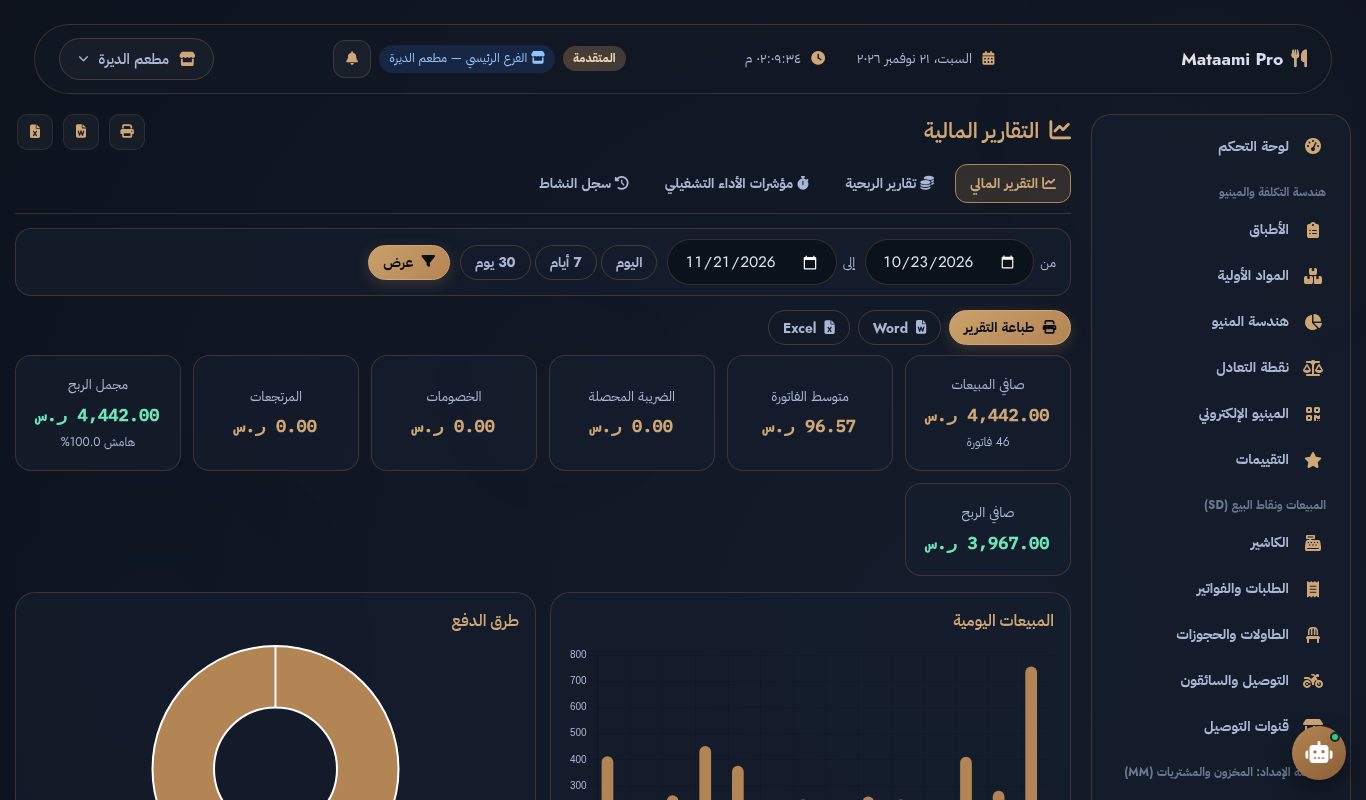 Mataami Pro
السبت، ٢١ نوفمبر ٢٠٢٦
٠٢:٠٩:٣٤ م
المتقدمة
الفرع الرئيسي — مطعم الديرة
مطعم الديرة
لوحة التحكم
هندسة التكلفة والمينيو
الأطباق
المواد الأولية
هندسة المنيو
نقطة التعادل
المينيو الإلكتروني
التقييمات
المبيعات ونقاط البيع (SD)
الكاشير
الطلبات والفواتير
الطاولات والحجوزات
التوصيل والسائقون
قنوات التوصيل
الإمداد: المخزون والمشتريات (MM)
التقارير المالية
التقرير المالي
تقارير الربحية
مؤشرات الأداء التشغيلي
سجل النشاط
من
10/23/2026
إلى
11/21/2026
اليوم
7 أيام
30 يوم
عرض
طباعة التقرير
Word
Excel
صافي المبيعات
4,442.00 ر.س
46 فاتورة
متوسط الفاتورة
96.57 ر.س
الضريبة المحصلة
0.00 ر.س
الخصومات
0.00 ر.س
المرتجعات
0.00 ر.س
مجمل الربح
4,442.00 ر.س
هامش 100.0%
صافي الربح
3,967.00 ر.س
المبيعات اليومية
800
700
600
500
400
300
طرق الدفع